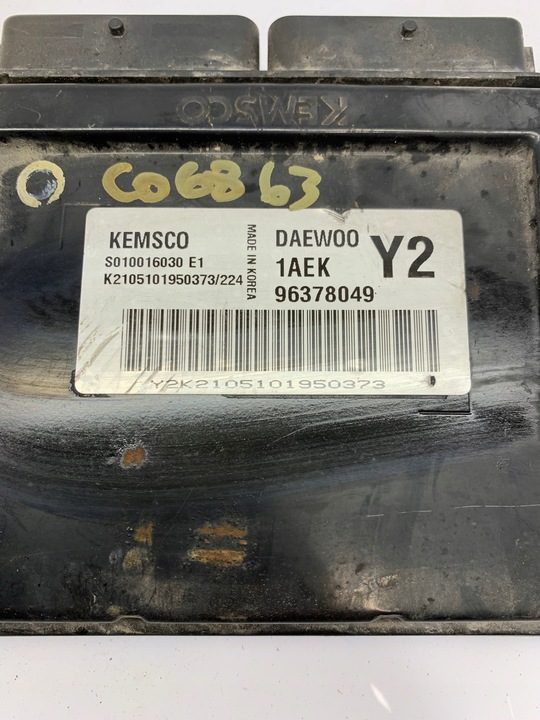 KEMSCO
C06863
KEMSCO
S010016030 E1
K2105101950373/224
MADE IN KOREA
DAEWOO
1AEK
96378049
Y2
Y2K2105101950373